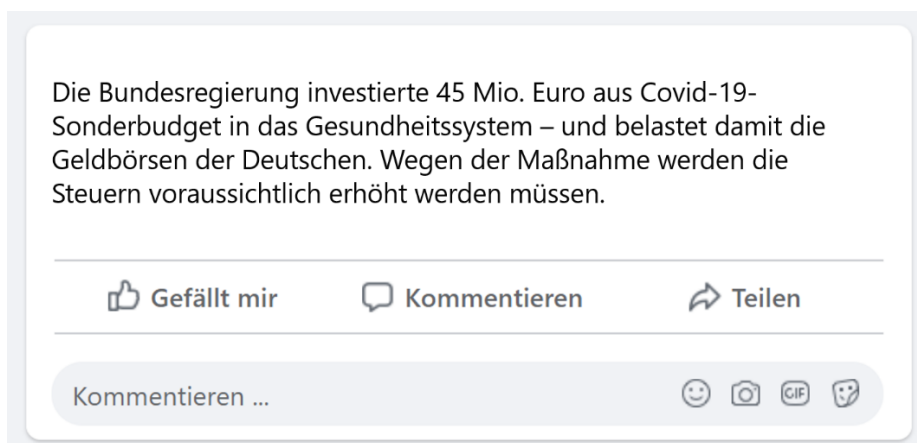 Die Bundesregierung investierte 45 Mio. Euro aus Covid-19-
Sonderbudget in das Gesundheitssystem – und belastet damit die
Geldbörsen der Deutschen. Wegen der Maßnahme werden die
Steuern voraussichtlich erhöht werden müssen.
Gefällt mir Kommentieren Teilen
Kommentieren ... GIF